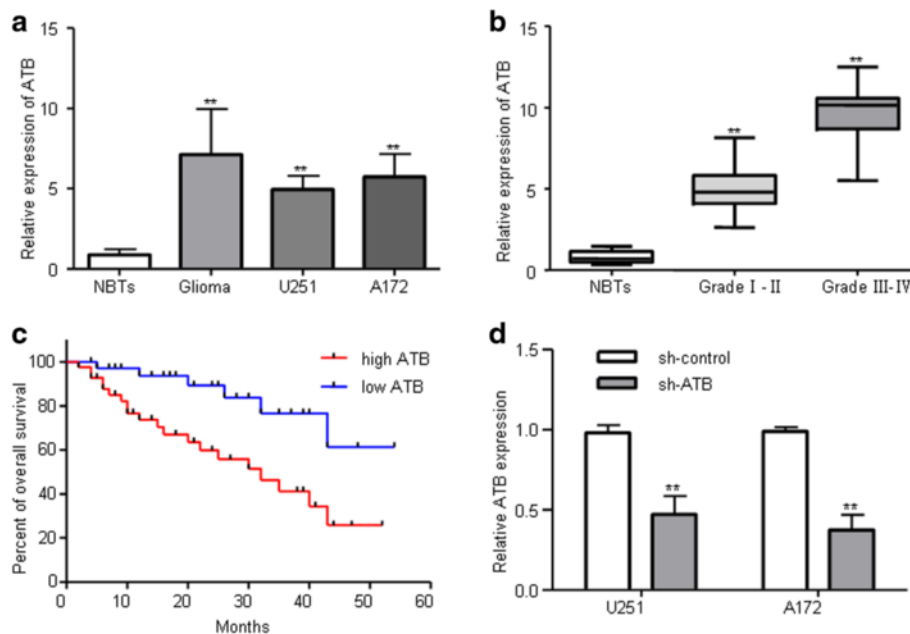 a
Relative expression of ATB
15
10
5
0
**
**
**
NBTs Glioma U251 A172
b
Relative expression of ATB
15
10
5
0
**
**
NBTs Grade I - II Grade III-IV
c
Percent of overall survival
100
80
60
40
20
0
high ATB
low ATB
0 10 20 30 40 50 60
Months
d
Relative ATB expression
1.5
1.0
0.5
0.0
sh-control
sh-ATB
**
**
U251 A172